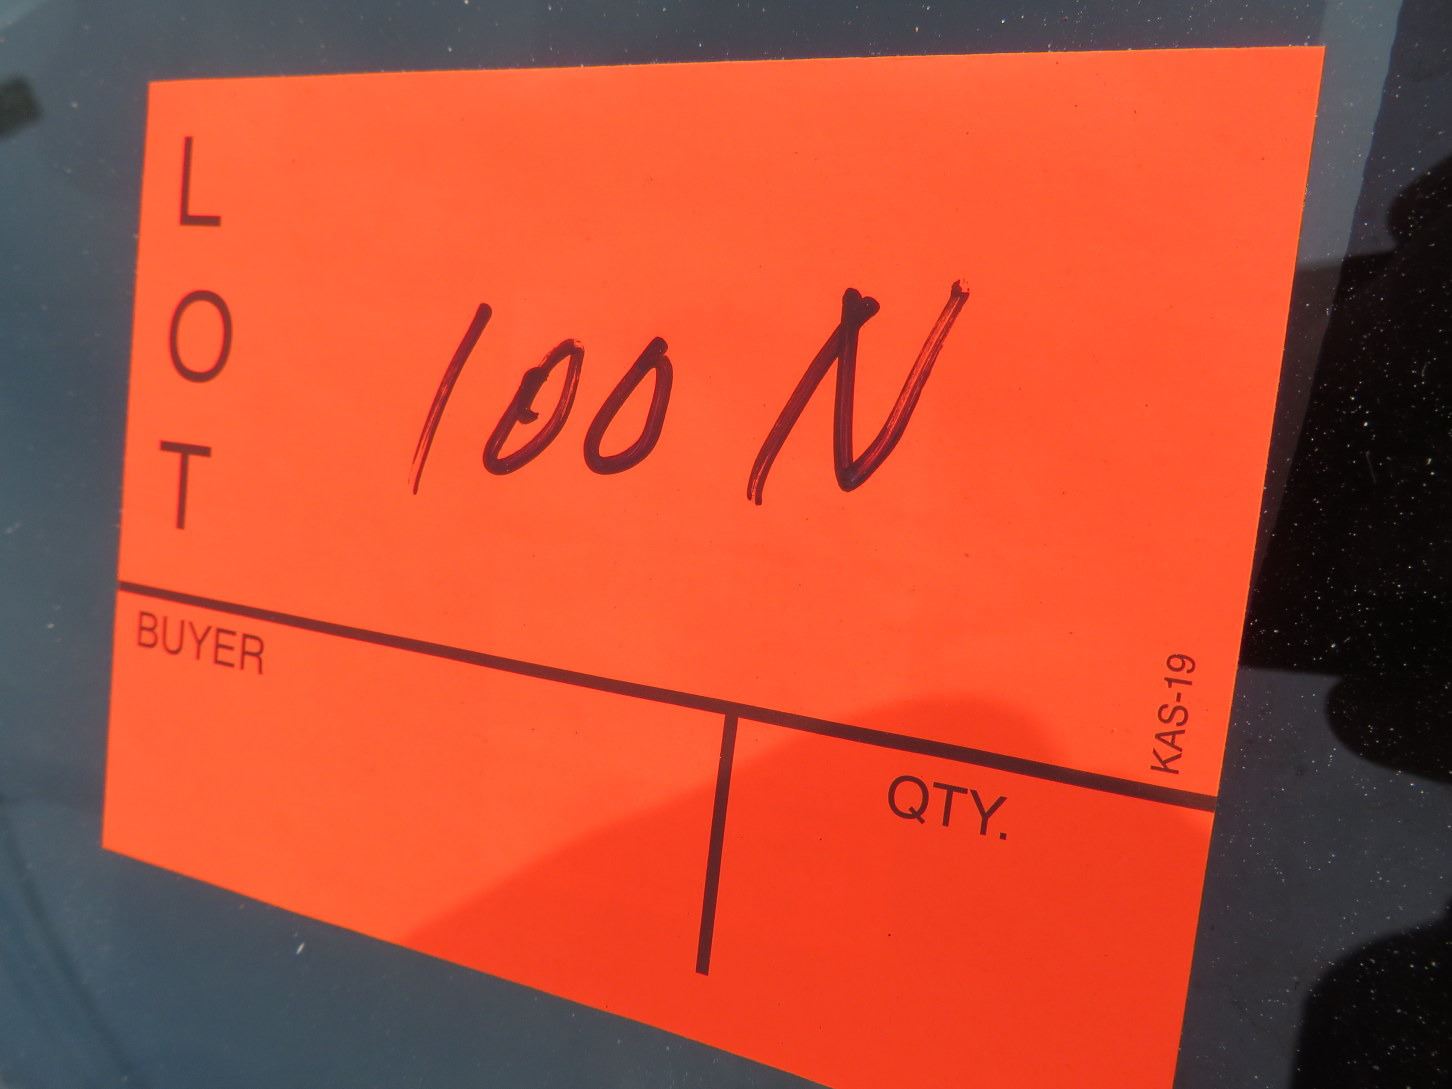 LOT
100 N
BUYER
QTY.
KAS-19